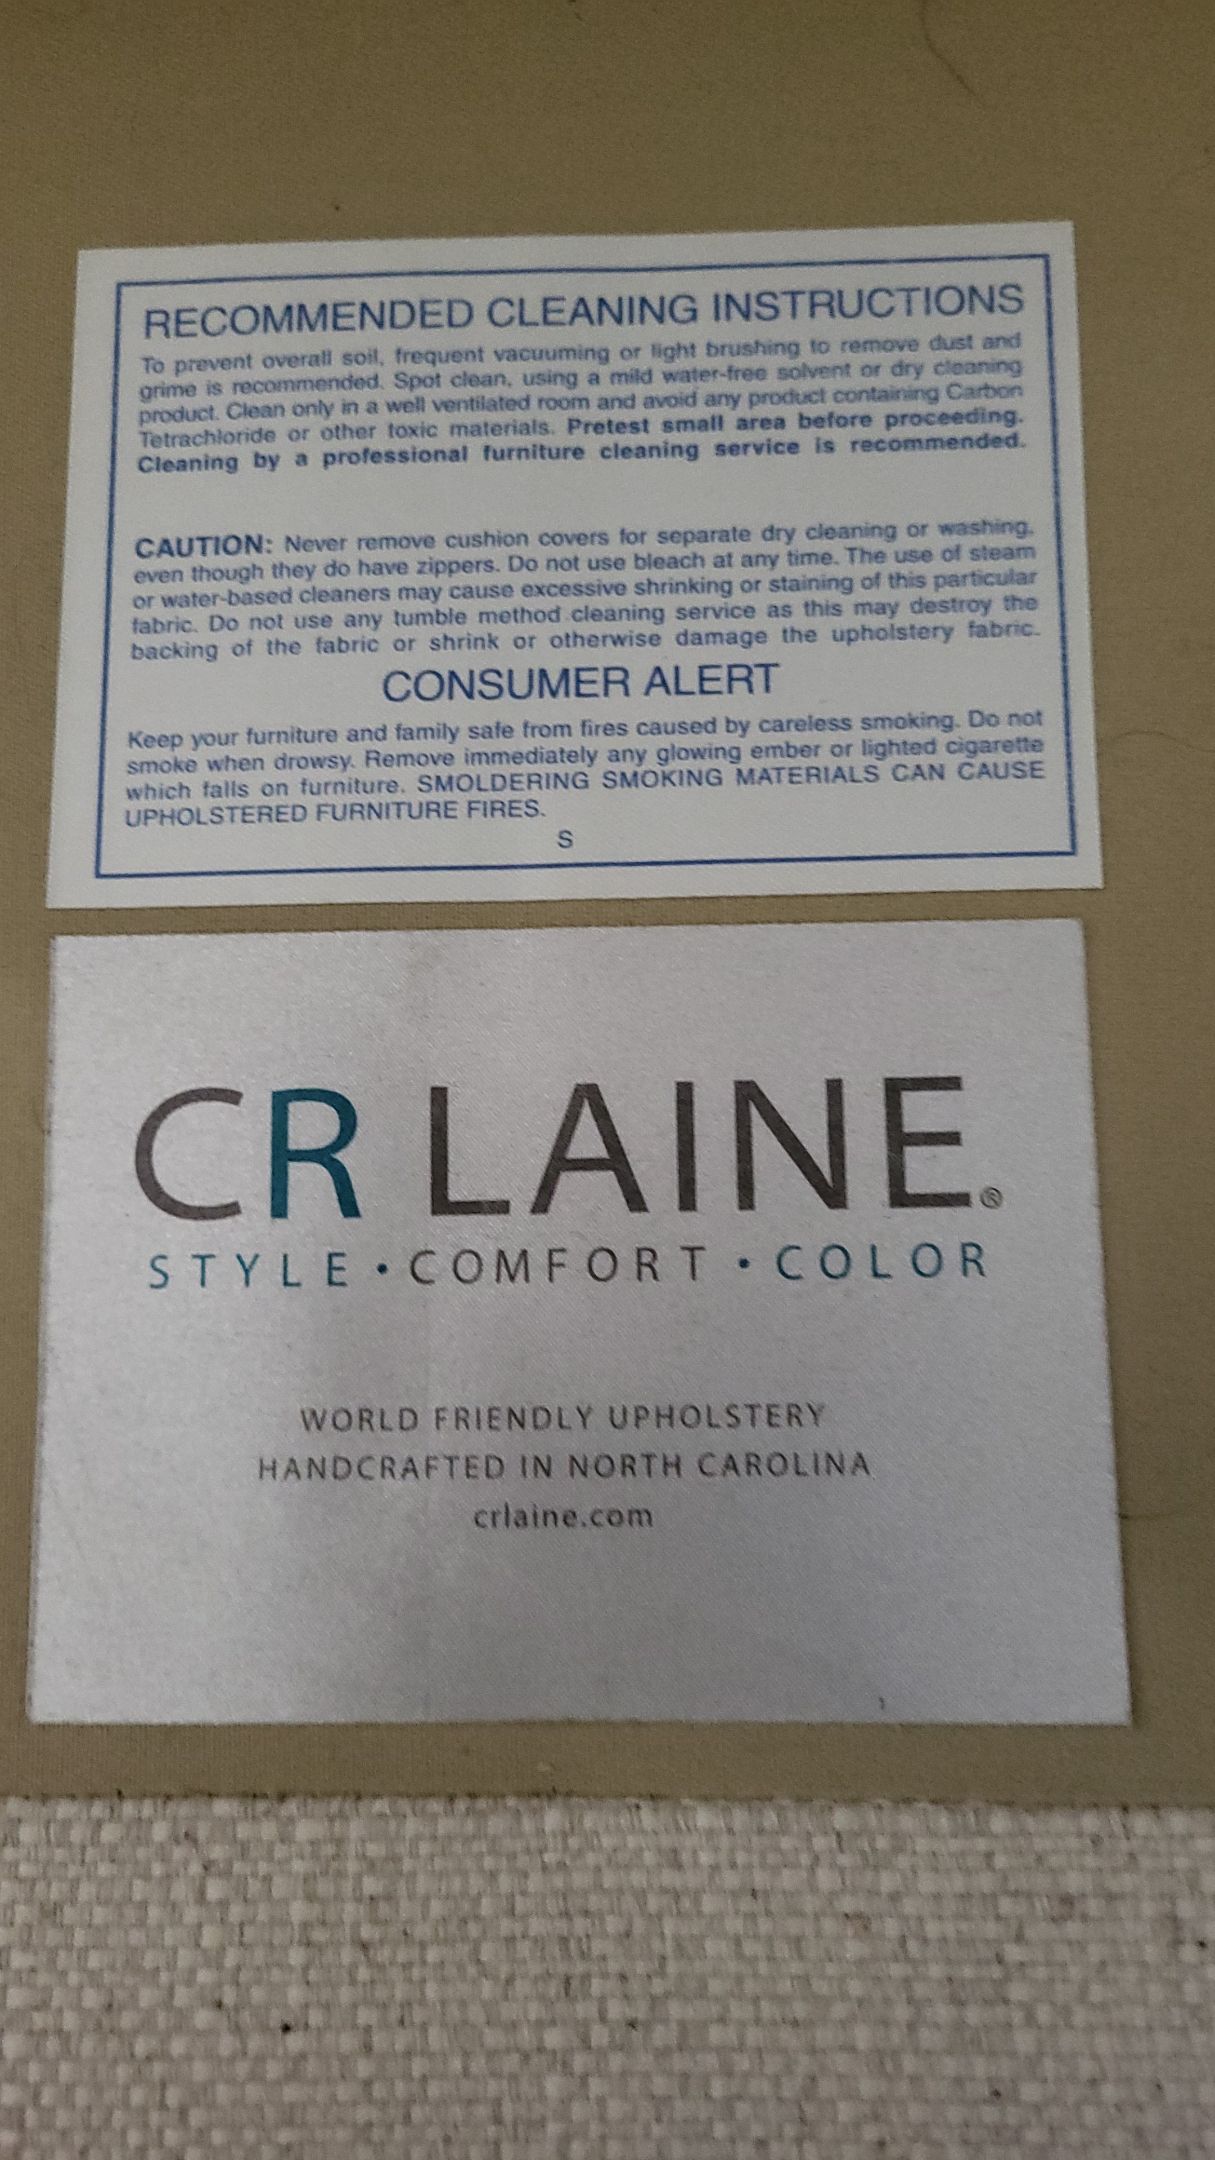 RECOMMENDED CLEANING INSTRUCTIONS
To prevent overall soil, frequent vacuuming or light brushing to remove dust and
grime is recommended. Spot clean, using a mild water-free solvent or dry cleaning
product. Clean only in a well ventilated room and avoid any product containing Carbon
Tetrachloride or other toxic materials. Pretest small area before proceeding.
Cleaning by a professional furniture cleaning service is recommended.
CAUTION: Never remove cushion covers for separate dry cleaning or washing,
even though they do have zippers. Do not use bleach at any time. The use of steam
or water-based cleaners may cause excessive shrinking or staining of this particular
fabric. Do not use any tumble method cleaning service as this may destroy the
backing of the fabric or shrink or otherwise damage the upholstery fabric.
CONSUMER ALERT
Keep your furniture and family safe from fires caused by careless smoking. Do not
smoke when drowsy. Remove immediately any glowing ember or lighted cigarette
which falls on furniture. SMOLDERING SMOKING MATERIALS CAN CAUSE
UPHOLSTERED FURNITURE FIRES.
S
CR LAINE®
STYLE • COMFORT • COLOR
WORLD FRIENDLY UPHOLSTERY
HANDCRAFTED IN NORTH CAROLINA
crlaine.com